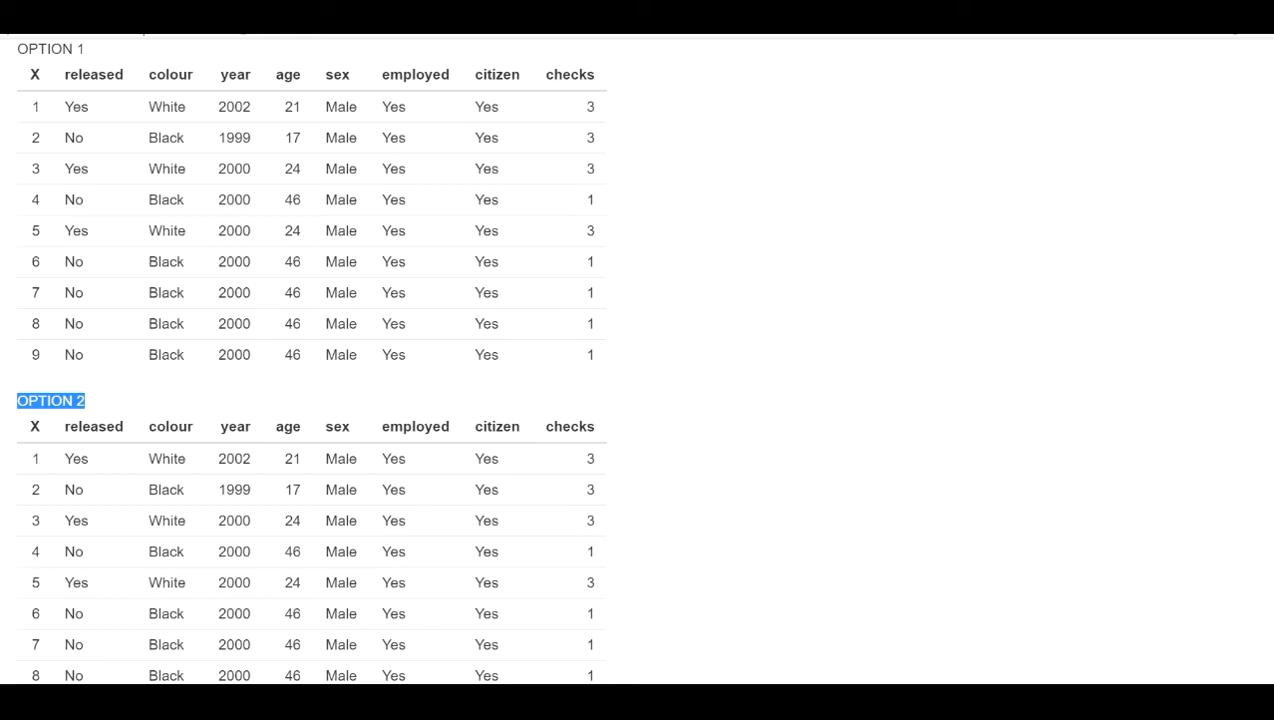 OPTION 1
X released colour year age sex employed citizen checks
1 Yes White 2002 21 Male Yes Yes 3
2 No Black 1999 17 Male Yes Yes 3
3 Yes White 2000 24 Male Yes Yes 3
4 No Black 2000 46 Male Yes Yes 1
5 Yes White 2000 24 Male Yes Yes 3
6 No Black 2000 46 Male Yes Yes 1
7 No Black 2000 46 Male Yes Yes 1
8 No Black 2000 46 Male Yes Yes 1
9 No Black 2000 46 Male Yes Yes 1
OPTION 2
X released colour year age sex employed citizen checks
1 Yes White 2002 21 Male Yes Yes 3
2 No Black 1999 17 Male Yes Yes 3
3 Yes White 2000 24 Male Yes Yes 3
4 No Black 2000 46 Male Yes Yes 1
5 Yes White 2000 24 Male Yes Yes 3
6 No Black 2000 46 Male Yes Yes 1
7 No Black 2000 46 Male Yes Yes 1
8 No Black 2000 46 Male Yes Yes 1